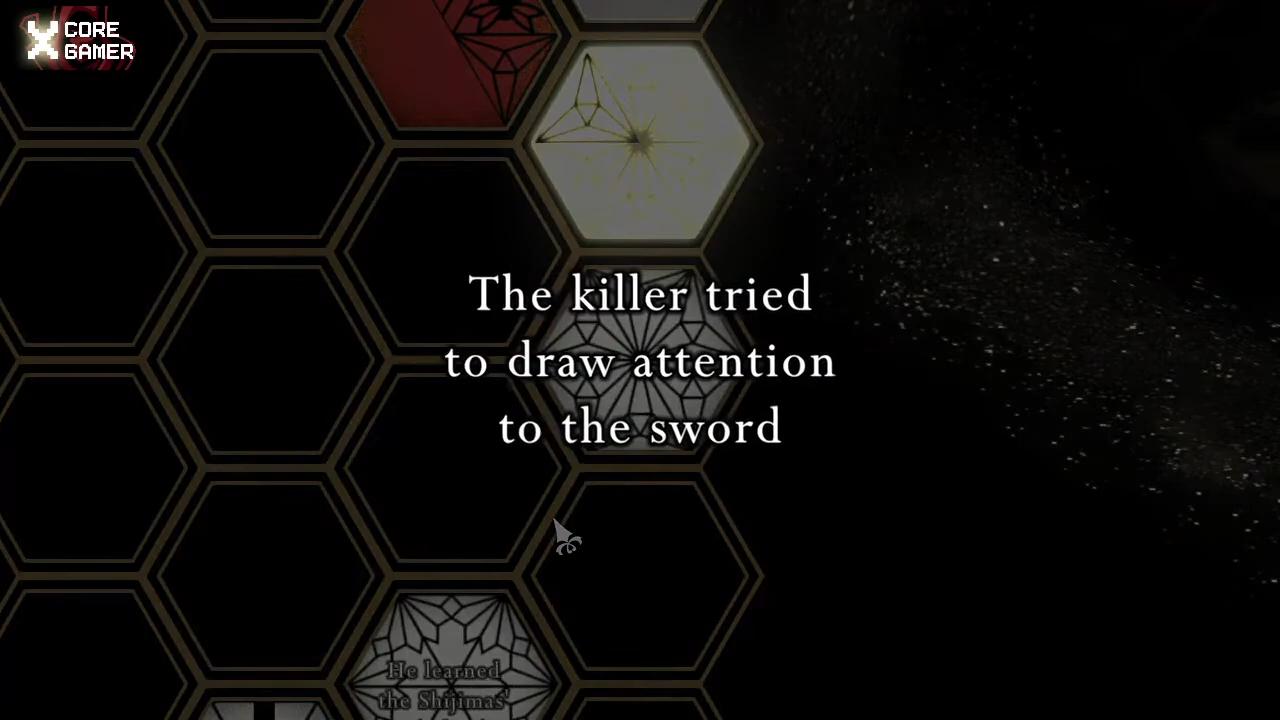 CORE
GAMER
The killer tried
to draw attention
to the sword
He learned
the Shijimas'